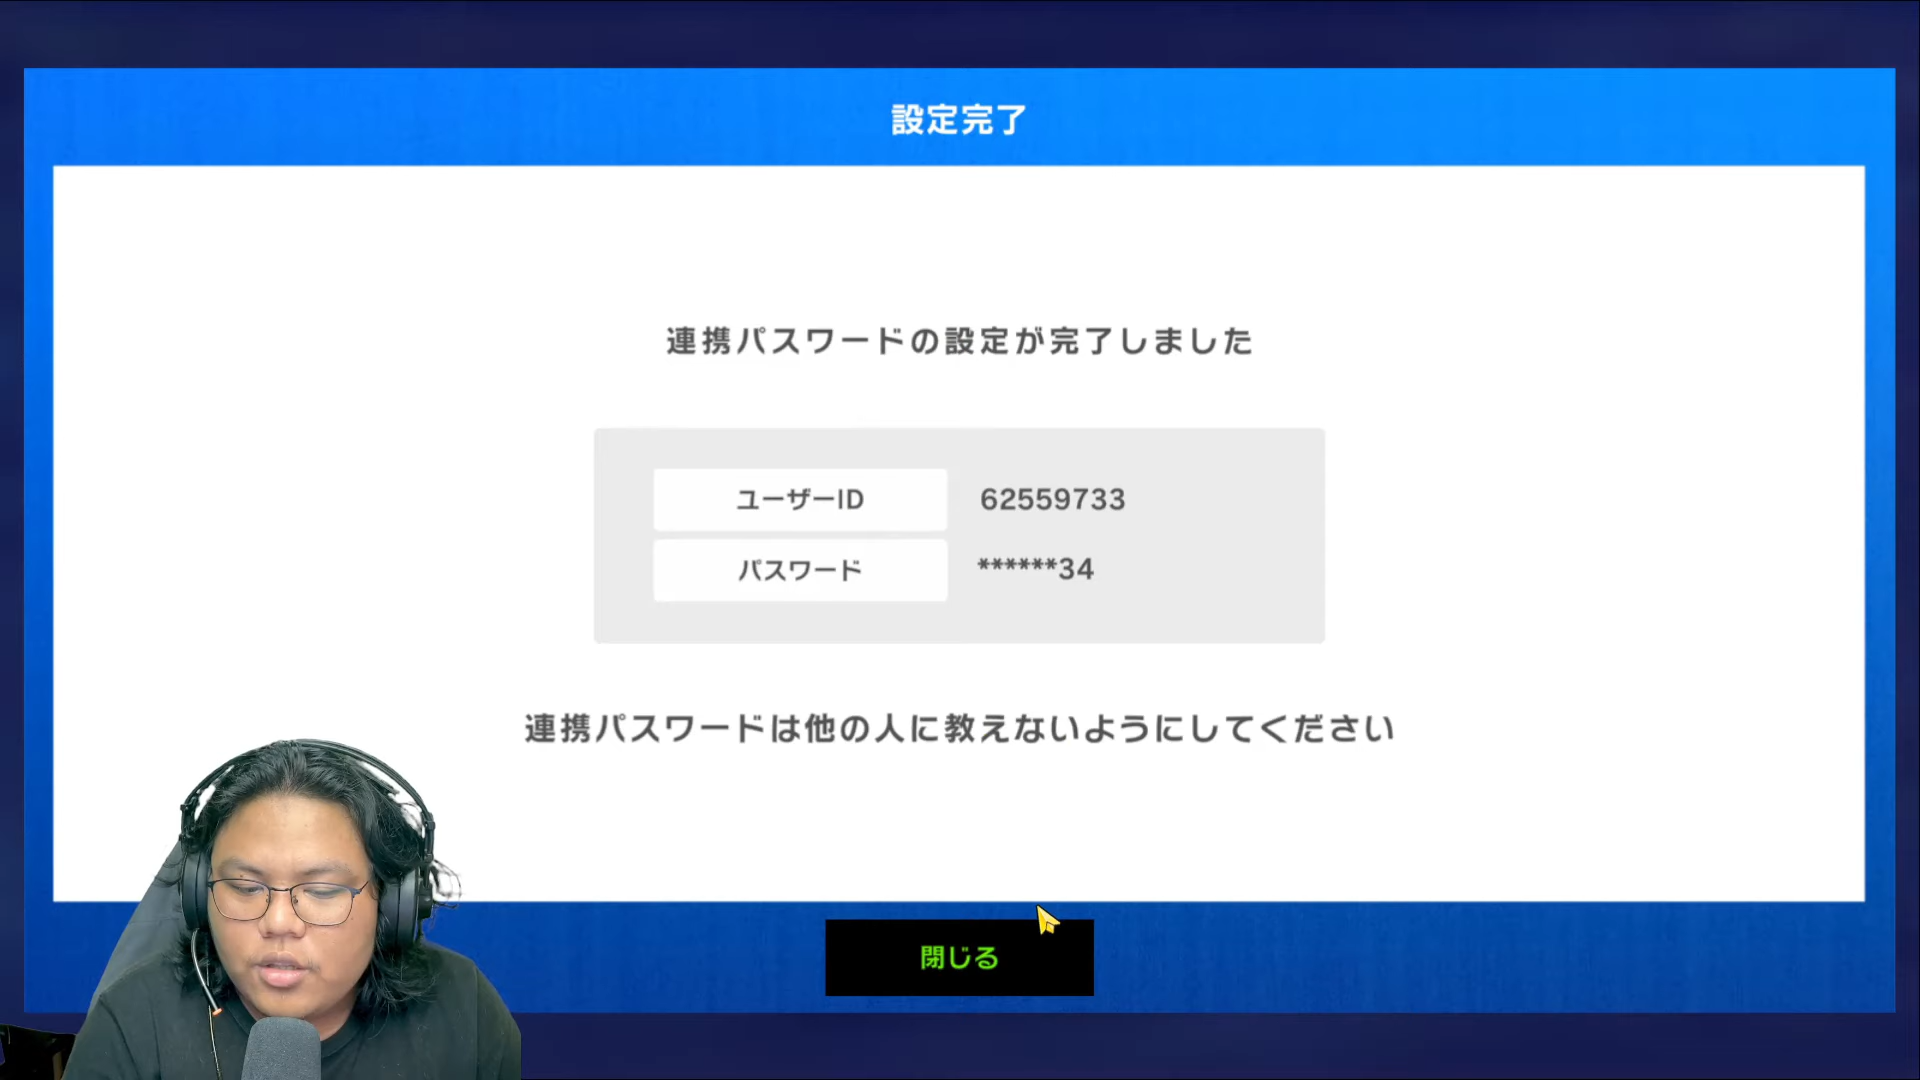 設定完了
連携パスワードの設定が完了しました
ユーザーID 62559733
パスワード ******34
連携パスワードは他の人に教えないようにしてください
閉じる